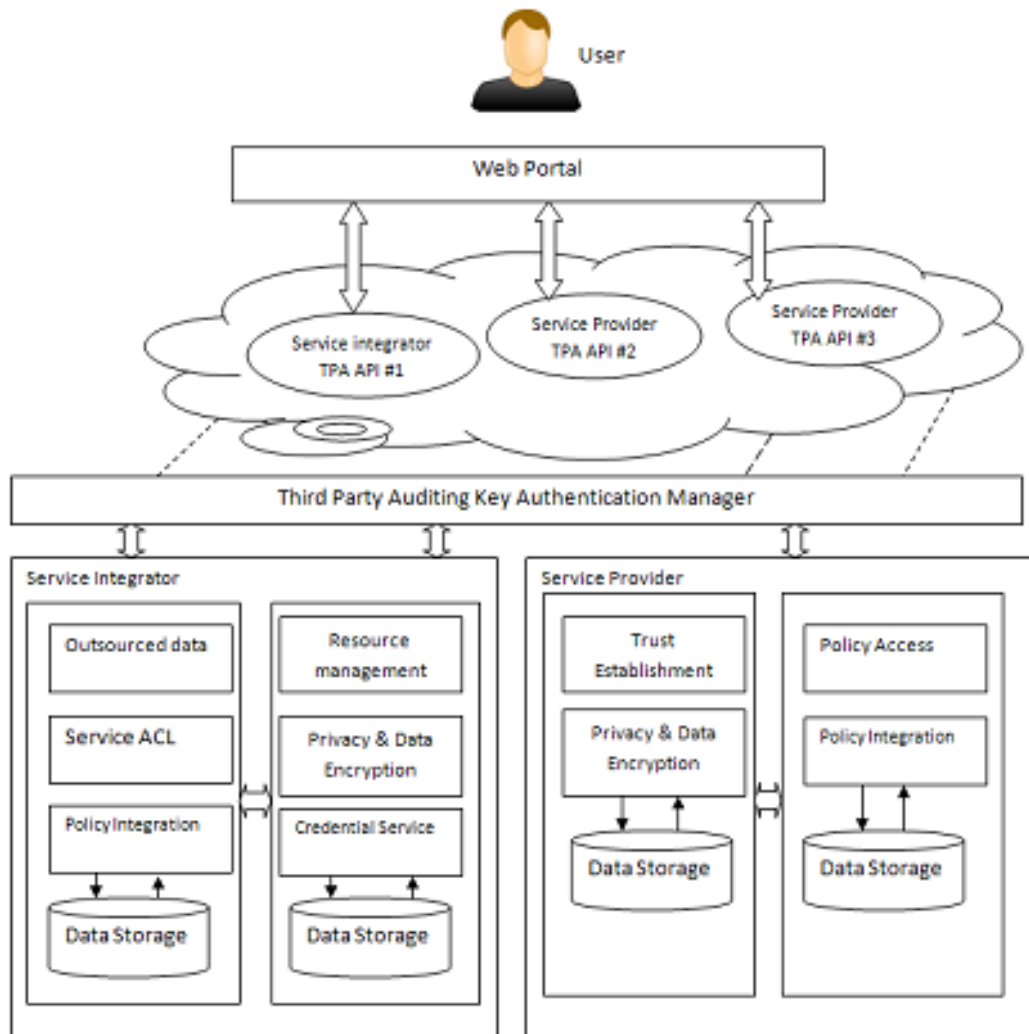 User
Web Portal
Service integrator
TPA API #1
Service Provider
TPA API #2
Service Provider
TPA API #3
Third Party Auditing Key Authentication Manager
Service Integrator
Outsourced data
Service ACL
Policy Integration
Data Storage
Resource
management
Privacy & Data
Encryption
Credential Service
Data Storage
Service Provider
Trust
Establishment
Privacy & Data
Encryption
Data Storage
Policy Access
Policy Integration
Data Storage